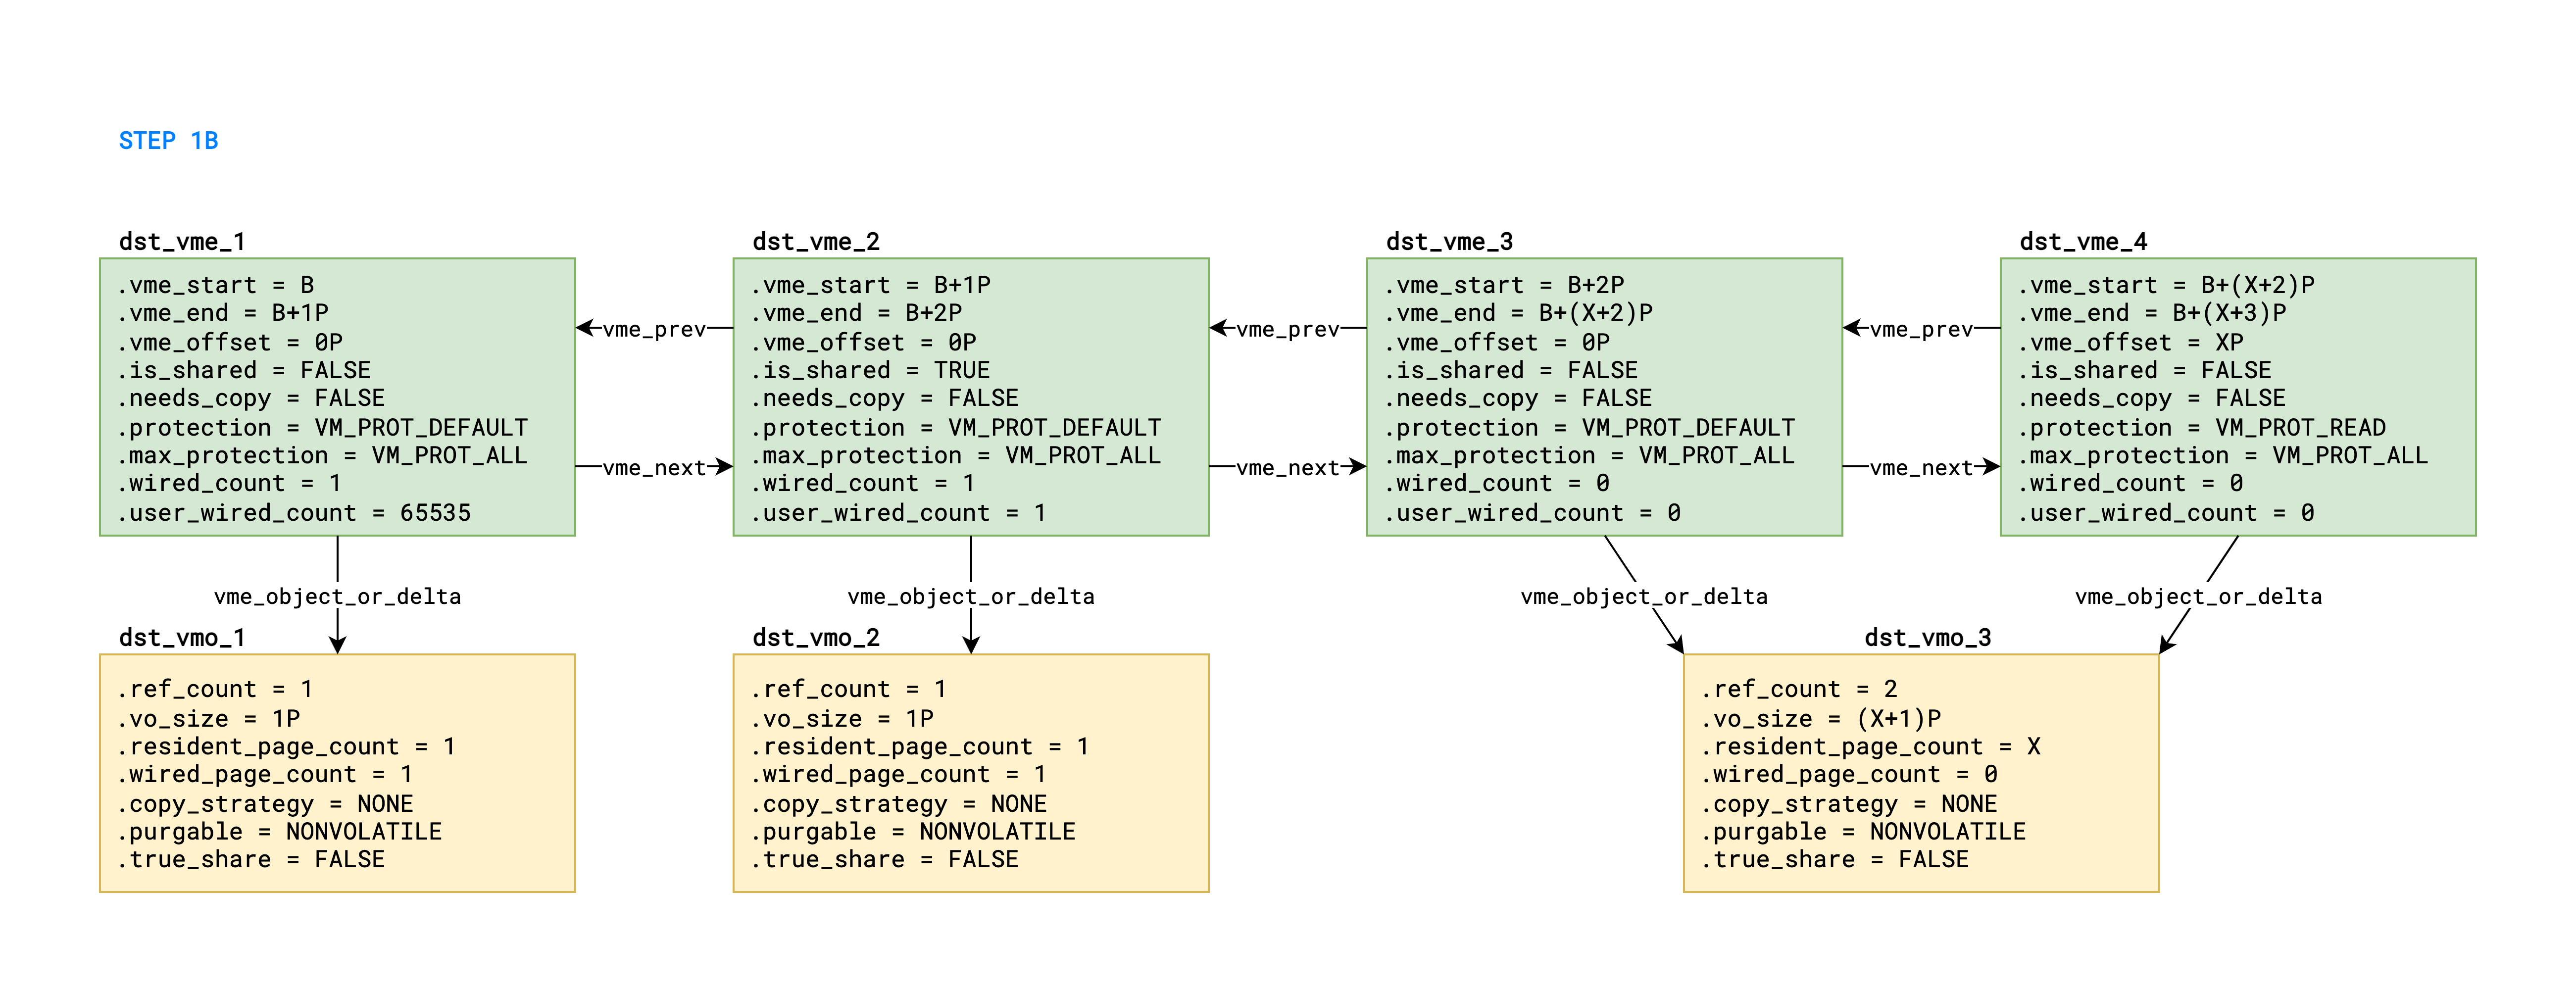 STEP 1B
dst_vme_1
.vme_start = B
.vme_end = B+1P
.vme_offset = 0P
.is_shared = FALSE
.needs_copy = FALSE
.protection = VM_PROT_DEFAULT
.max_protection = VM_PROT_ALL
.wired_count = 1
.user_wired_count = 65535
vme_prev
vme_next
dst_vme_2
.vme_start = B+1P
.vme_end = B+2P
.vme_offset = 0P
.is_shared = TRUE
.needs_copy = FALSE
.protection = VM_PROT_DEFAULT
.max_protection = VM_PROT_ALL
.wired_count = 1
.user_wired_count = 1
vme_prev
vme_next
dst_vme_3
.vme_start = B+2P
.vme_end = B+(X+2)P
.vme_offset = 0P
.is_shared = FALSE
.needs_copy = FALSE
.protection = VM_PROT_DEFAULT
.max_protection = VM_PROT_ALL
.wired_count = 0
.user_wired_count = 0
vme_prev
vme_next
dst_vme_4
.vme_start = B+(X+2)P
.vme_end = B+(X+3)P
.vme_offset = XP
.is_shared = FALSE
.needs_copy = FALSE
.protection = VM_PROT_READ
.max_protection = VM_PROT_ALL
.wired_count = 0
.user_wired_count = 0
vme_object_or_delta
vme_object_or_delta
vme_object_or_delta
vme_object_or_delta
dst_vmo_1
.ref_count = 1
.vo_size = 1P
.resident_page_count = 1
.wired_page_count = 1
.copy_strategy = NONE
.purgable = NONVOLATILE
.true_share = FALSE
dst_vmo_2
.ref_count = 1
.vo_size = 1P
.resident_page_count = 1
.wired_page_count = 1
.copy_strategy = NONE
.purgable = NONVOLATILE
.true_share = FALSE
dst_vmo_3
.ref_count = 2
.vo_size = (X+1)P
.resident_page_count = X
.wired_page_count = 0
.copy_strategy = NONE
.purgable = NONVOLATILE
.true_share = FALSE